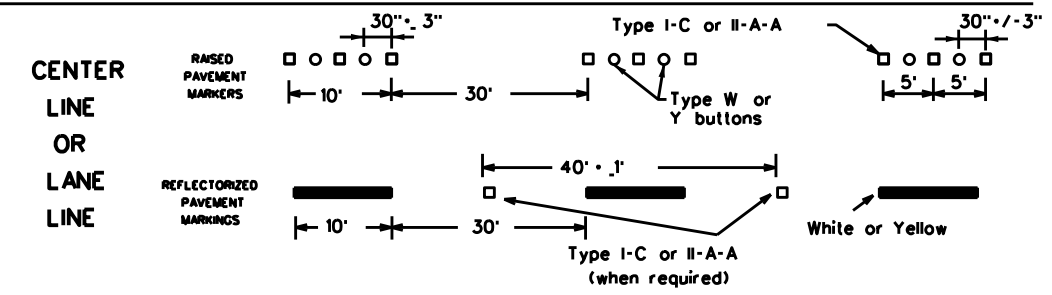 CENTER
LINE
OR
LANE
LINE
RAISED
PAVEMENT
MARKERS
30"·_ 3"
10'
30'
Type I-C or II-A-A
Type W or
Y buttons
30"+/-3"
5'
5'
REFLECTORIZED
PAVEMENT
MARKINGS
10'
30'
40' · _1'
Type I-C or II-A-A
(when required)
White or Yellow